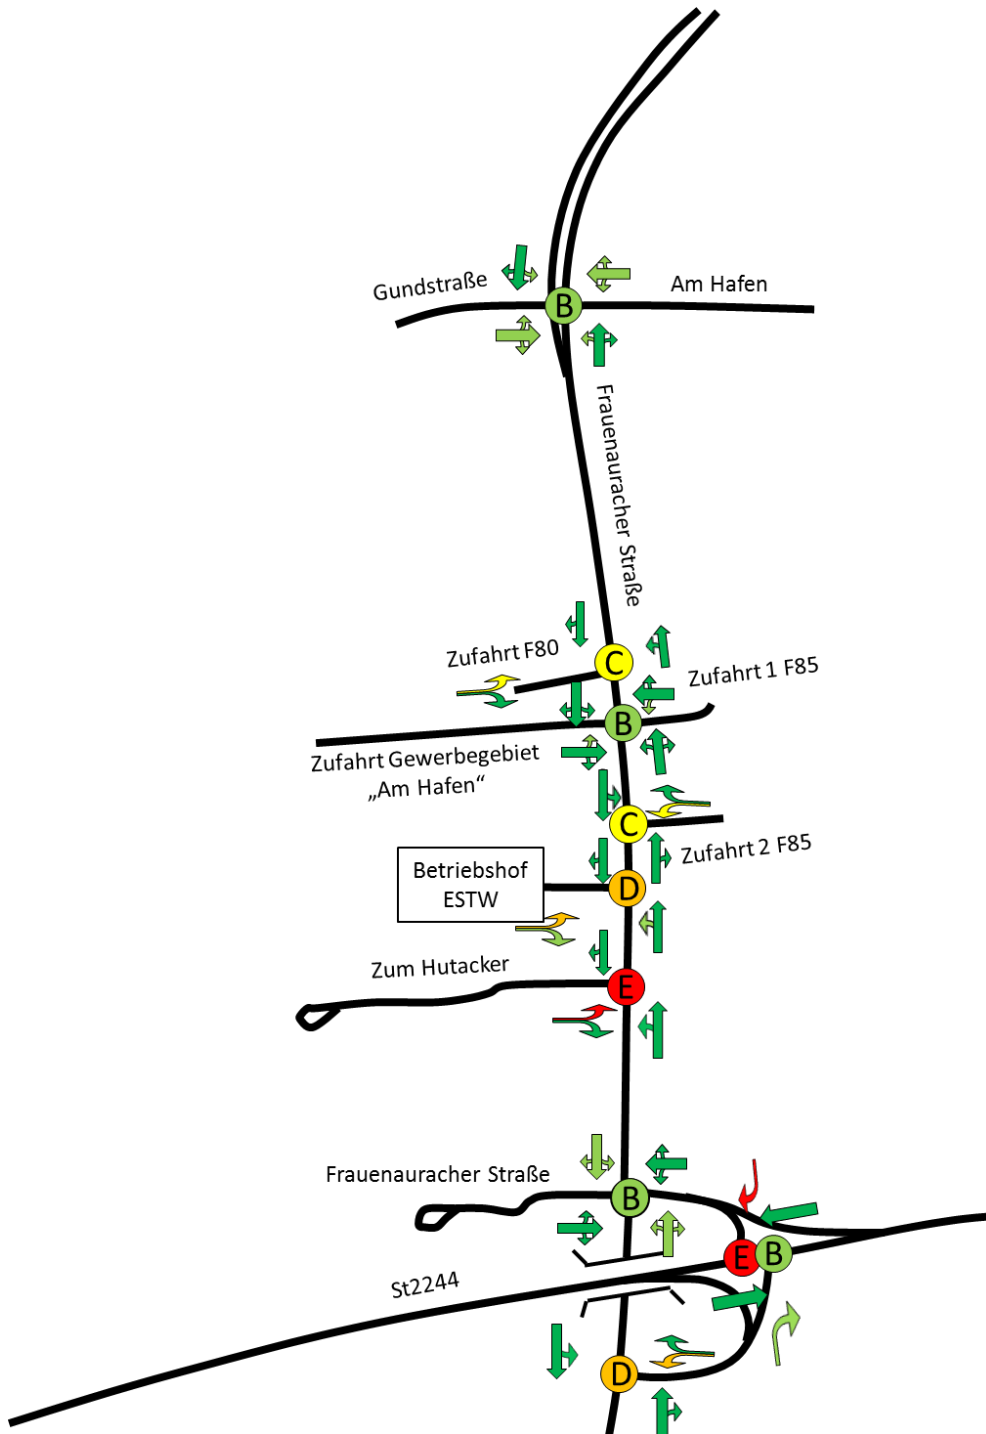 Gundstraße
Am Hafen
B
Frauenauracher Straße
Zufahrt F80
C
Zufahrt 1 F85
B
Zufahrt Gewerbegebiet
„Am Hafen“
C
Zufahrt 2 F85
Betriebshof
ESTW
D
Zum Hutacker
E
Frauenauracher Straße
B
E
B
St2244
D